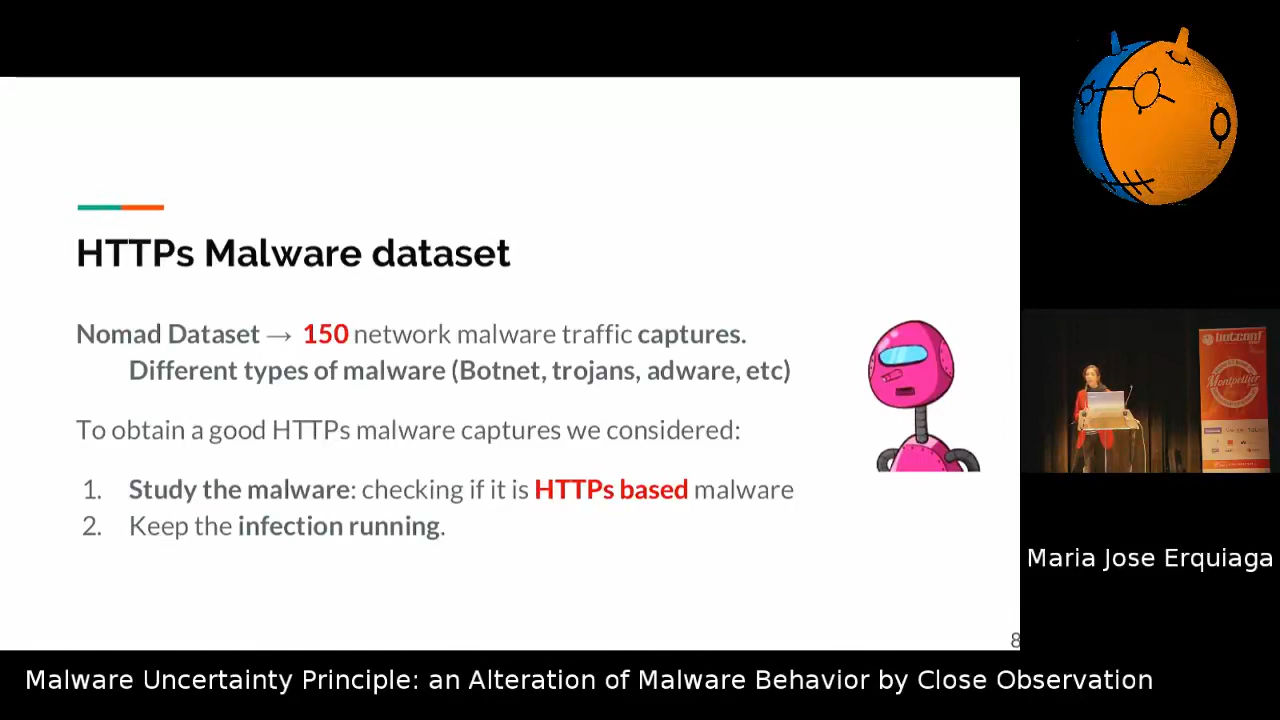 HTTPs Malware dataset
Nomad Dataset → 150 network malware traffic captures.
Different types of malware (Botnet, trojans, adware, etc)
To obtain a good HTTPs malware captures we considered:
1. Study the malware: checking if it is HTTPs based malware
2. Keep the infection running.
8
botconf
Montpellier
Maria Jose Erquiaga
Malware Uncertainty Principle: an Alteration of Malware Behavior by Close Observation